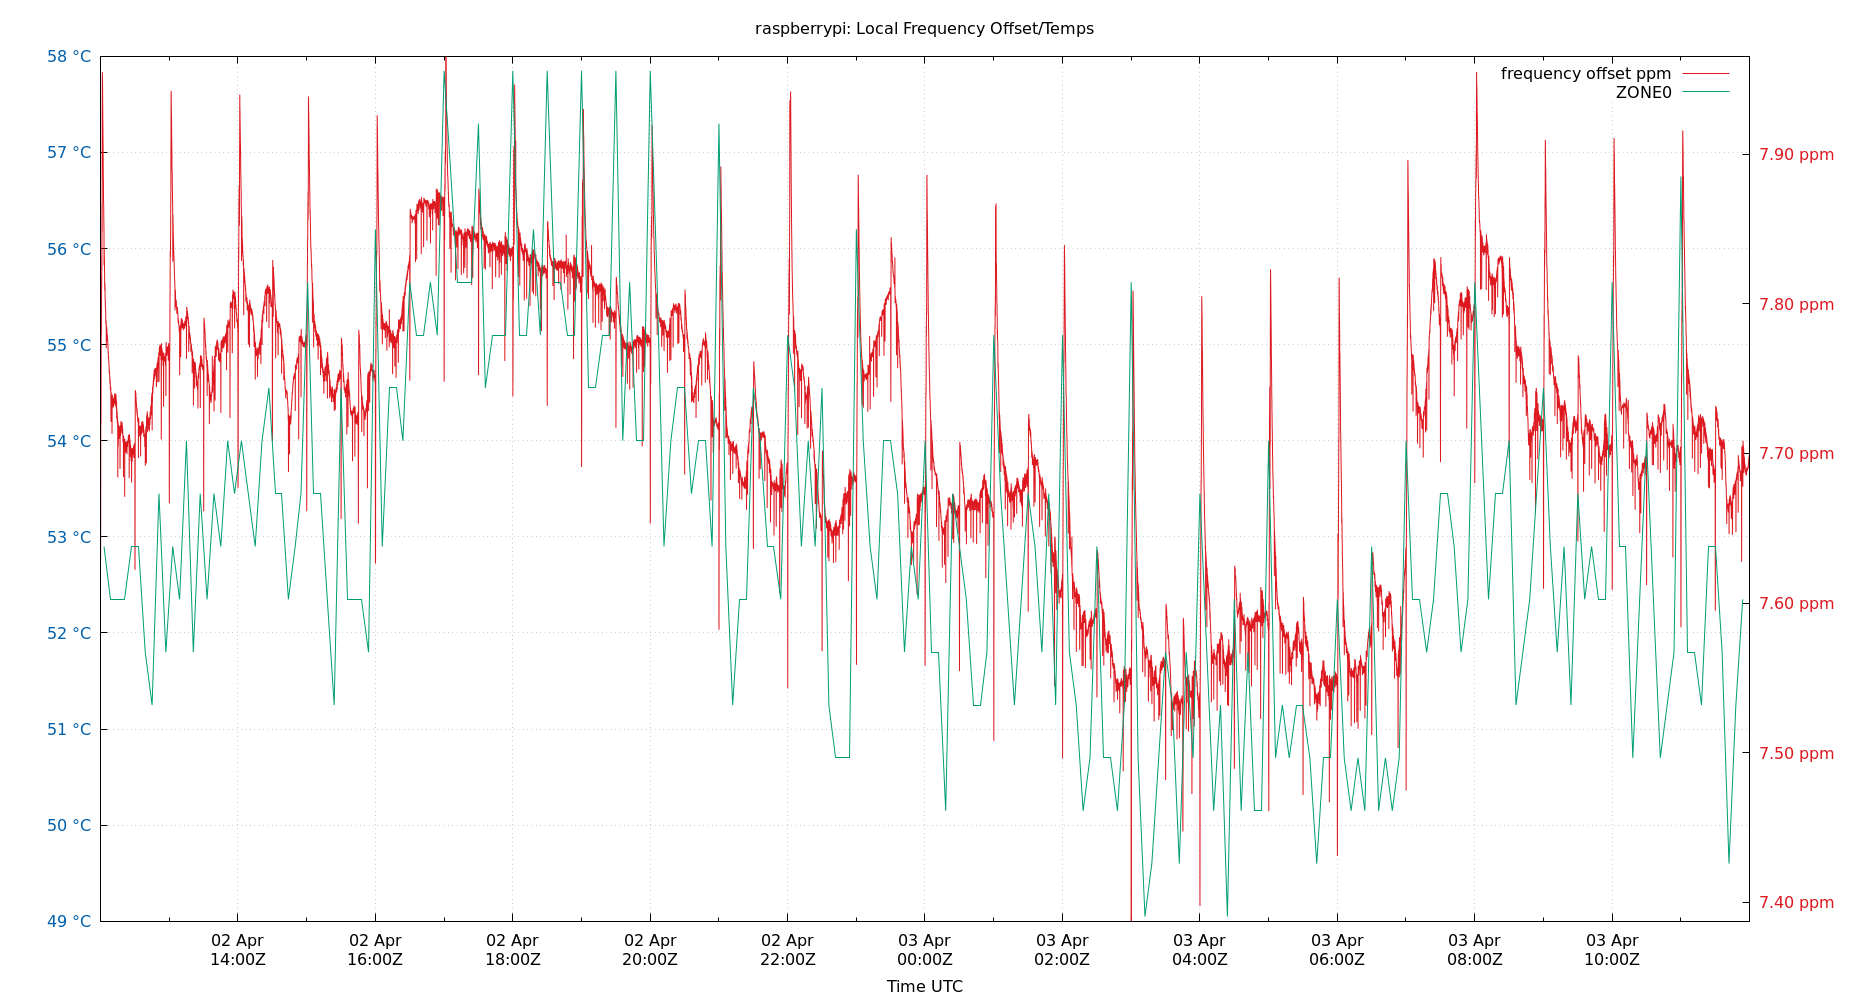 raspberrypi: Local Frequency Offset/Temps
58 °C
57 °C
56 °C
55 °C
54 °C
53 °C
52 °C
51 °C
50 °C
49 °C
frequency offset ppm
ZONE0
7.90 ppm
7.80 ppm
7.70 ppm
7.60 ppm
7.50 ppm
7.40 ppm
02 Apr
14:00Z
02 Apr
16:00Z
02 Apr
18:00Z
02 Apr
20:00Z
02 Apr
22:00Z
03 Apr
00:00Z
03 Apr
02:00Z
03 Apr
04:00Z
03 Apr
06:00Z
03 Apr
08:00Z
03 Apr
10:00Z
Time UTC